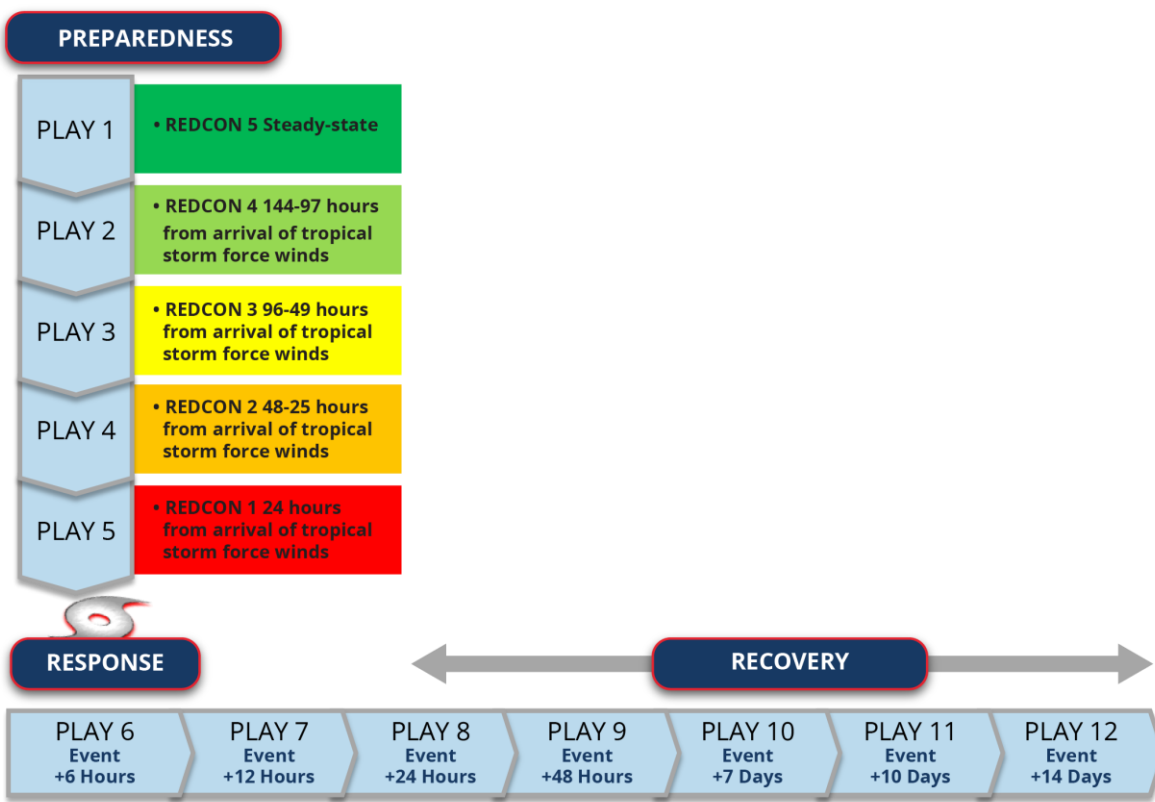 PREPAREDNESS
PLAY 1
• REDCON 5 Steady-state
PLAY 2
• REDCON 4 144-97 hours
from arrival of tropical
storm force winds
PLAY 3
• REDCON 3 96-49 hours
from arrival of tropical
storm force winds
PLAY 4
• REDCON 2 48-25 hours
from arrival of tropical
storm force winds
PLAY 5
• REDCON 1 24 hours
from arrival of tropical
storm force winds
RESPONSE
RECOVERY
PLAY 6
Event
+6 Hours
PLAY 7
Event
+12 Hours
PLAY 8
Event
+24 Hours
PLAY 9
Event
+48 Hours
PLAY 10
Event
+7 Days
PLAY 11
Event
+10 Days
PLAY 12
Event
+14 Days